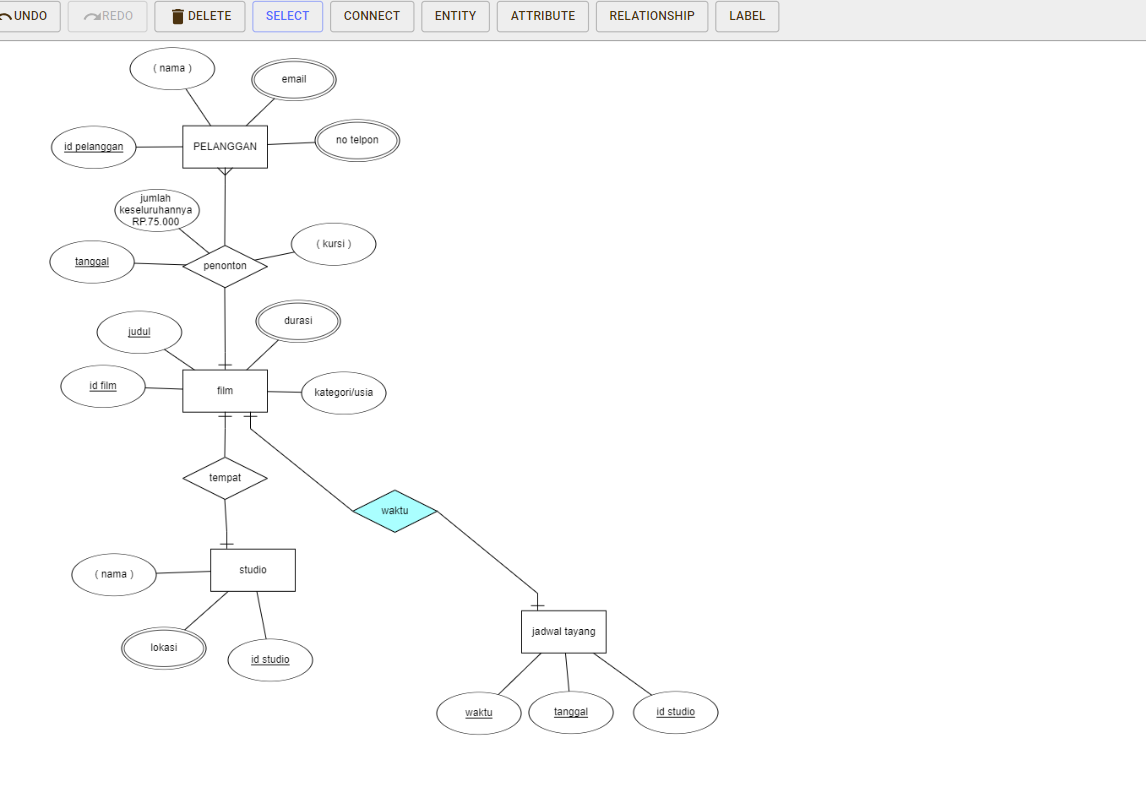 UNDO REDO DELETE SELECT CONNECT ENTITY ATTRIBUTE RELATIONSHIP LABEL
( nama )
email
no telpon
id pelanggan
PELANGGAN
jumlah
keseluruhannya
RP.75.000
( kursi )
tanggal
penonton
judul
durasi
id film
film
kategori/usia
tempat
waktu
( nama )
studio
lokasi
id studio
jadwal tayang
waktu
tanggal
id studio